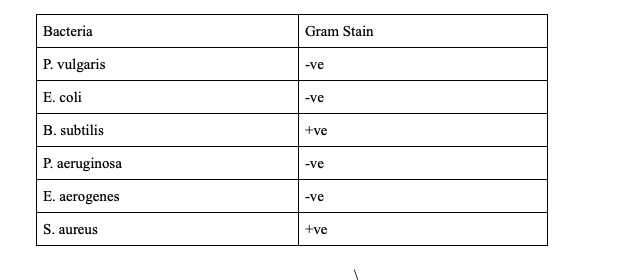 Bacteria Gram Stain
P. vulgaris -ve
E. coli -ve
B. subtilis +ve
P. aeruginosa -ve
E. aerogenes -ve
S. aureus +ve